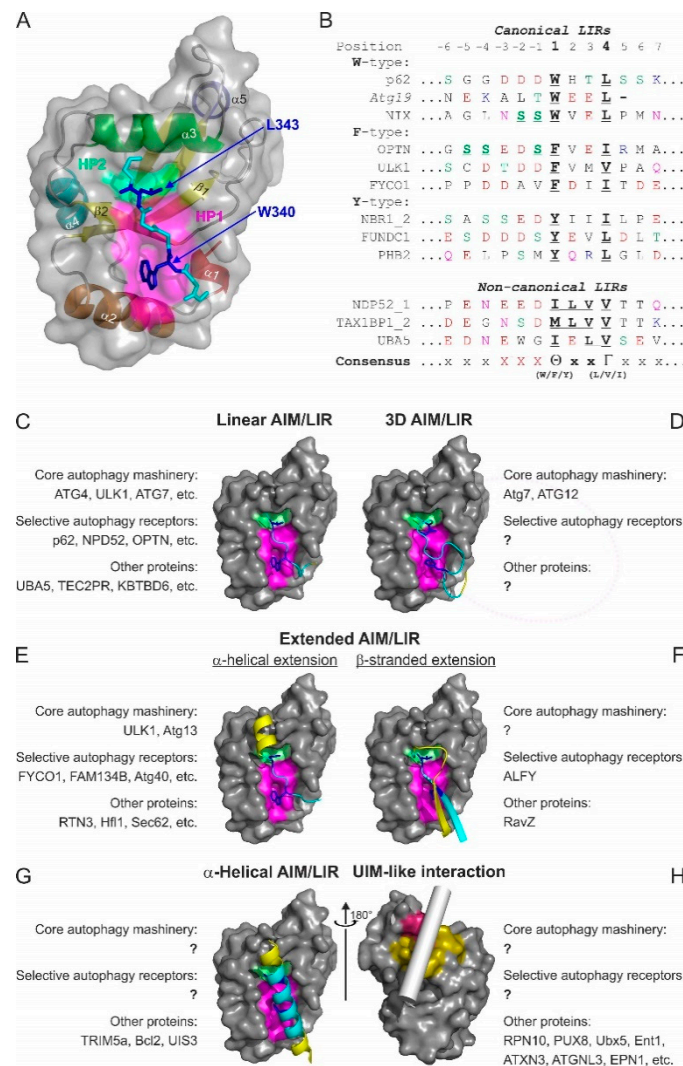 A
α5
α3
L343
HP2
β1
β2
HP1
α4
W340
α1
α2
B
Canonical LIRs
Position -6 -5 -4 -3 -2 -1 1 2 3 4 5 6 7
W-type:
p62 ...S G G D D D W H T L S S K...
Atg19 ...N E K A L T W E E L -
NIX ...A G L N S S W V E L P M N...
F-type:
OPTN ...G S S E D S F V E I R M A...
ULK1 ...S C D T D D F V M V P A Q...
FYCO1 ...P P D D A V F D I I T D E...
Y-type:
NBR1_2 ...S A S S E D Y I I I L P E...
FUNDC1 ...E S D D D S Y E V L D L T...
PHB2 ...Q E L P S M Y Q R L G L D...
Non-canonical LIRs
NDP52_1 ...P E N E E D I L V V T T Q...
TAX1BP1_2 ...D E G N S D M L V V T T K...
UBA5 ...E D N E W G I E L V S E V...
Consensus x x x X X X Θ x x Γ x x x
(W/F/Y) (L/V/I)
C
Linear AIM/LIR
Core autophagy mashinery:
ATG4, ULK1, ATG7, etc.
Selective autophagy receptors:
p62, NPD52, OPTN, etc.
Other proteins:
UBA5, TEC2PR, KBTBD6, etc.
3D AIM/LIR
D
Core autophagy machinery:
Atg7, ATG12
Selective autophagy receptors:
?
Other proteins:
?
Extended AIM/LIR
E
α-helical extension
Core autophagy machinery:
ULK1, Atg13
Selective autophagy receptors:
FYCO1, FAM134B, Atg40, etc.
Other proteins:
RTN3, Hfl1, Sec62, etc.
β-stranded extension
F
Core autophagy machinery:
?
Selective autophagy receptors:
ALFY
Other proteins:
RavZ
G
α-Helical AIM/LIR
Core autophagy machinery:
?
Selective autophagy receptors:
?
Other proteins:
TRIM5a, Bcl2, UIS3
180°
UIM-like interaction
H
Core autophagy machinery:
?
Selective autophagy receptors:
?
Other proteins:
RPN10, PUX8, Ubx5, Ent1,
ATXN3, ATGNL3, EPN1, etc.